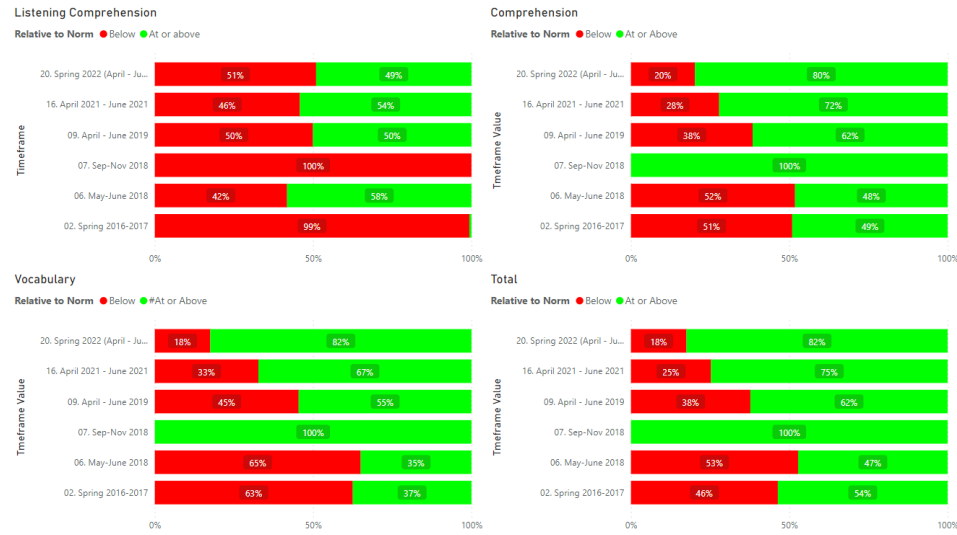 Listening Comprehension
Relative to Norm Below At or above
Timeframe
20. Spring 2022 (April - Ju... 51% 49%
16. April 2021 - June 2021 46% 54%
09. April - June 2019 50% 50%
07. Sep-Nov 2018 100%
06. May-June 2018 42% 58%
02. Spring 2016-2017 99%
0% 50% 100%
Comprehension
Relative to Norm Below At or Above
Tmeframe Value
20. Spring 2022 (April - Ju... 20% 80%
16. April 2021 - June 2021 28% 72%
09. April - June 2019 38% 62%
07. Sep-Nov 2018 100%
06. May-June 2018 52% 48%
02. Spring 2016-2017 51% 49%
0% 50% 100%
Vocabulary
Relative to Norm Below #At or Above
Tmeframe Value
20. Spring 2022 (April - Ju... 18% 82%
16. April 2021 - June 2021 33% 67%
09. April - June 2019 45% 55%
07. Sep-Nov 2018 100%
06. May-June 2018 65% 35%
02. Spring 2016-2017 63% 37%
0% 50% 100%
Total
Relative to Norm Below At or Above
Tmeframe Value
20. Spring 2022 (April - Ju... 18% 82%
16. April 2021 - June 2021 25% 75%
09. April - June 2019 38% 62%
07. Sep-Nov 2018 100%
06. May-June 2018 53% 47%
02. Spring 2016-2017 46% 54%
0% 50% 100%